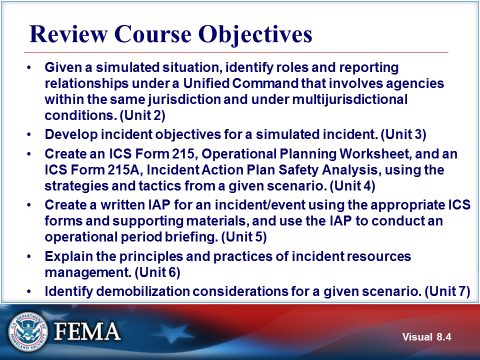 Review Course Objectives
• Given a simulated situation, identify roles and reporting
relationships under a Unified Command that involves agencies
within the same jurisdiction and under multijurisdictional
conditions. (Unit 2)
• Develop incident objectives for a simulated incident. (Unit 3)
• Create an ICS Form 215, Operational Planning Worksheet, and an
ICS Form 215A, Incident Action Plan Safety Analysis, using the
strategies and tactics from a given scenario. (Unit 4)
• Create a written IAP for an incident/event using the appropriate ICS
forms and supporting materials, and use the IAP to conduct an
operational period briefing. (Unit 5)
• Explain the principles and practices of incident resources
management. (Unit 6)
• Identify demobilization considerations for a given scenario. (Unit 7)
FEMA
Visual 8.4